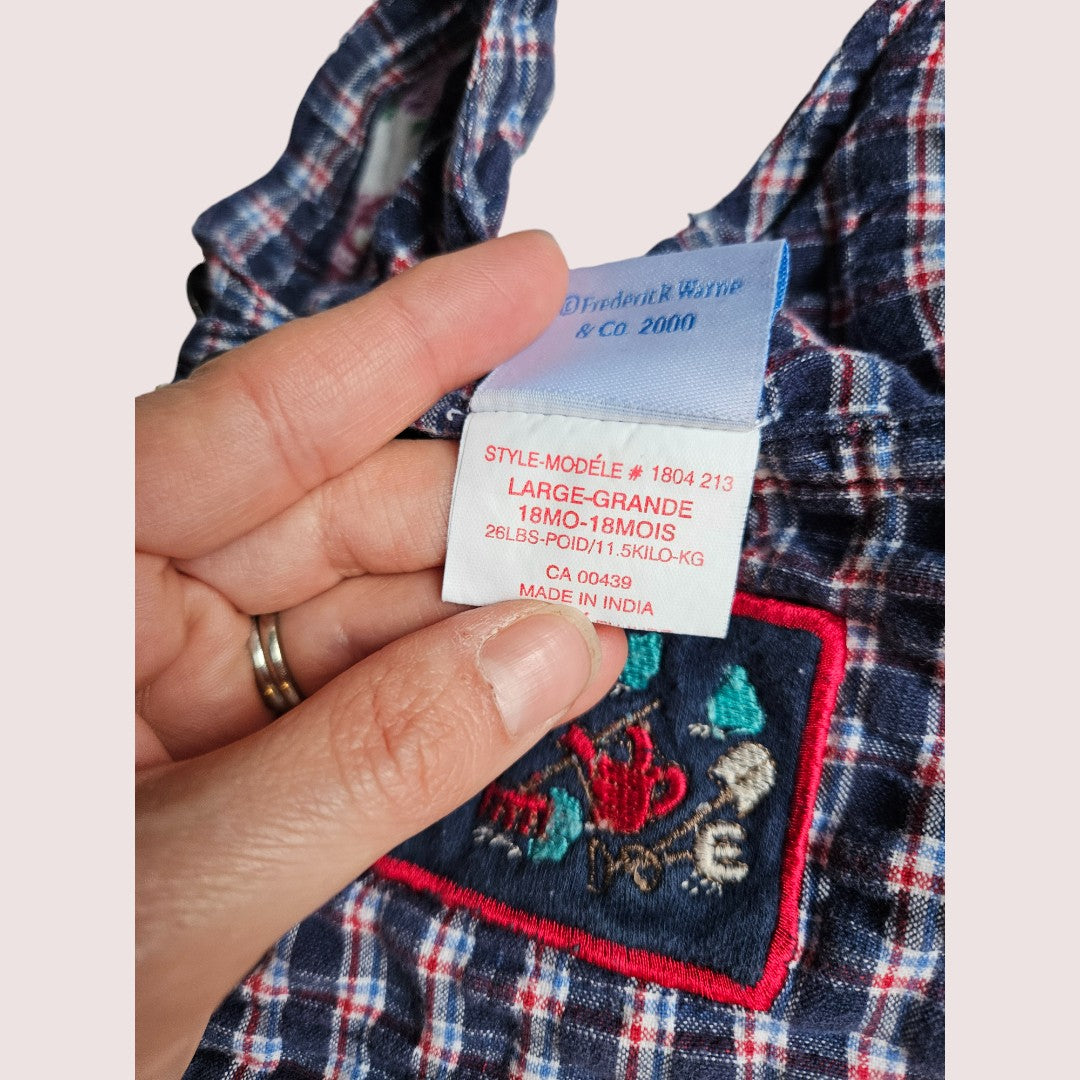 ©Frederick Warne
& Co. 2000
STYLE-MODÉLE # 1804 213
LARGE-GRANDE
18MO-18MOIS
26LBS-POID/11.5KILO-KG
CA 00439
MADE IN INDIA